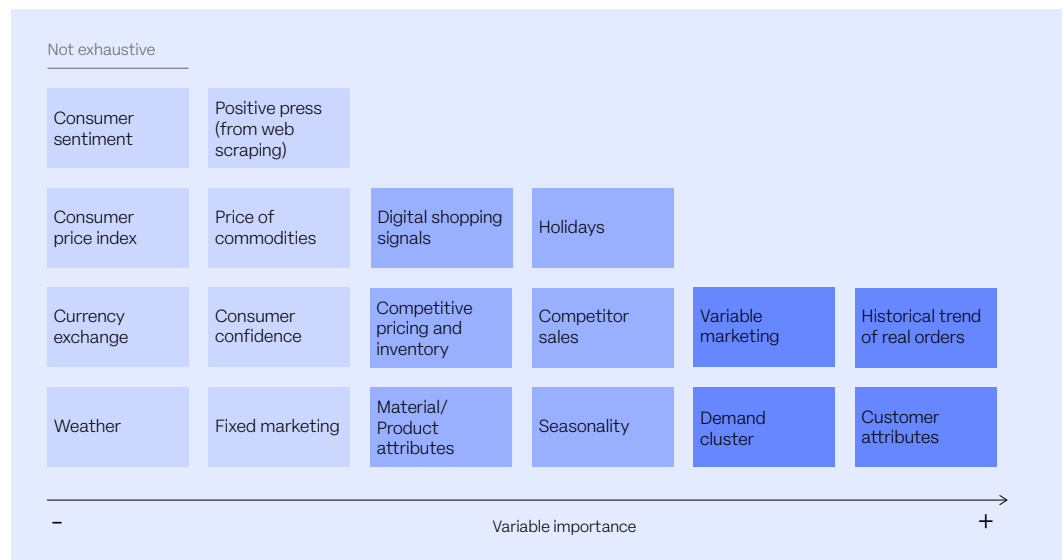 Not exhaustive
Consumer
sentiment
Positive press
(from web
scraping)
Consumer
price index
Price of
commodities
Digital shopping
signals
Holidays
Currency
exchange
Consumer
confidence
Competitive
pricing and
inventory
Competitor
sales
Variable
marketing
Historical trend
of real orders
Weather
Fixed marketing
Material/
Product
attributes
Seasonality
Demand
cluster
Customer
attributes
-
Variable importance
+